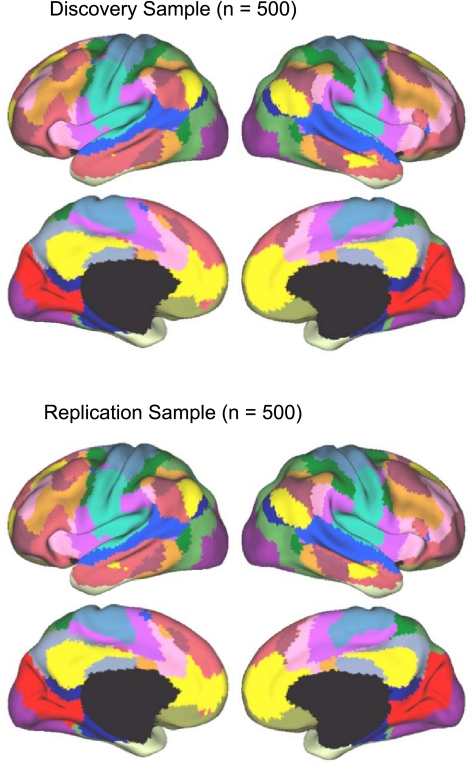 Discovery Sample (n = 500)
Replication Sample (n = 500)